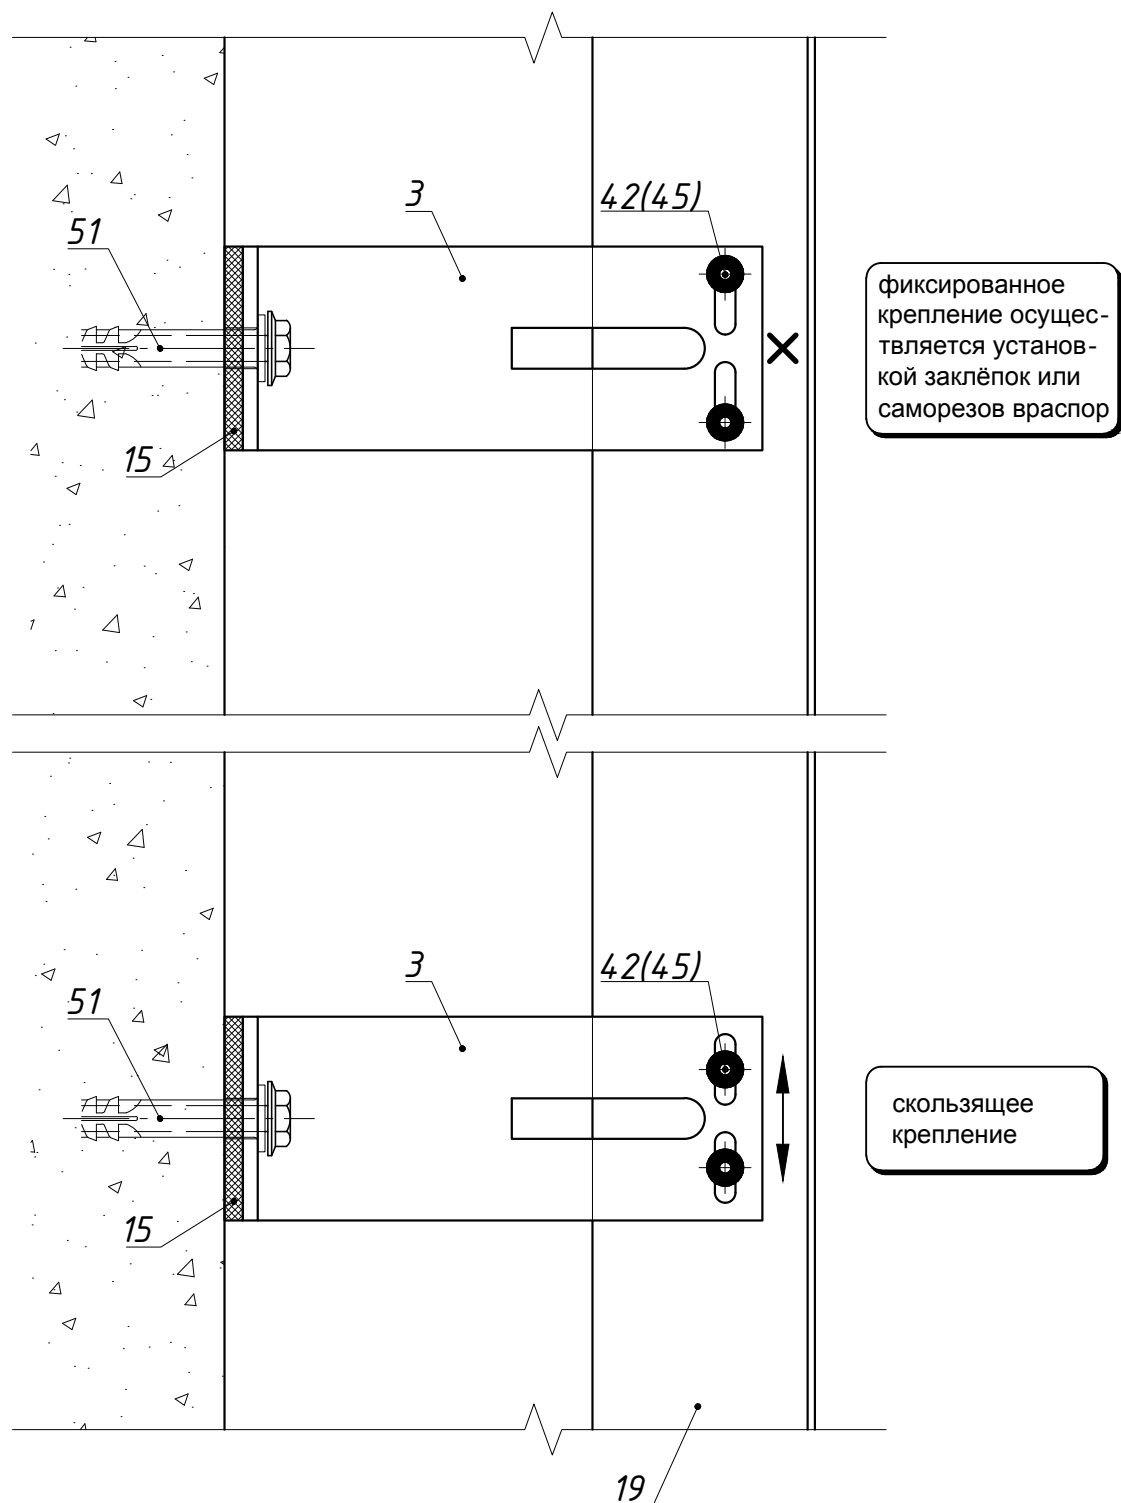 3
42(45)
51
фиксированное
крепление осущес-
твляется установ-
кой заклёпок или
саморезов враспор
15
3
42(45)
51
скользящее
крепление
15
19